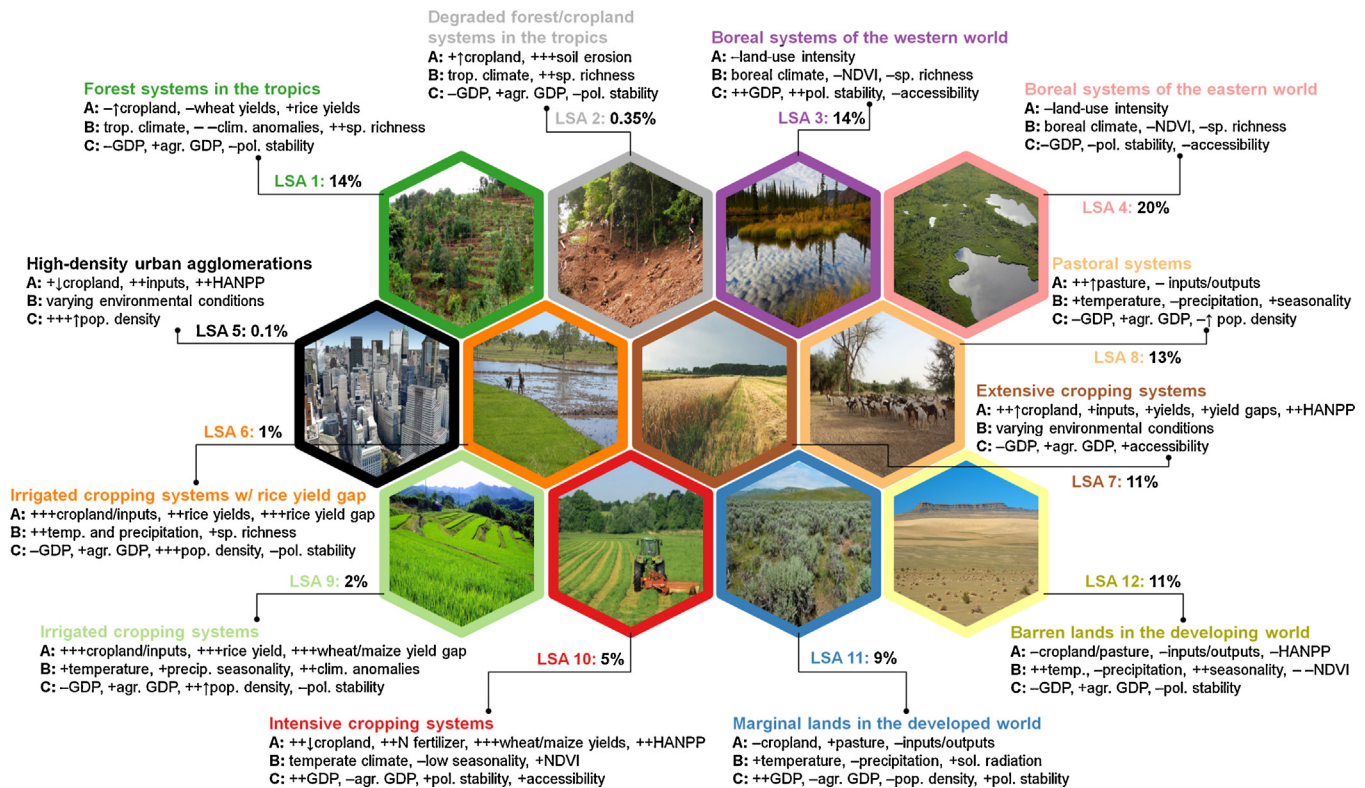 Degraded forest/cropland
systems in the tropics
A: +↑cropland, +++soil erosion
B: trop. climate, ++sp. richness
C: –GDP, +agr. GDP, –pol. stability
LSA 2: 0.35%
Boreal systems of the western world
A: –land-use intensity
B: boreal climate, –NDVI, –sp. richness
C: ++GDP, ++pol. stability, –accessibility
LSA 3: 14%
Forest systems in the tropics
A: –↑cropland, –wheat yields, +rice yields
B: trop. climate, – –clim. anomalies, ++sp. richness
C: –GDP, +agr. GDP, –pol. stability
LSA 1: 14%
Boreal systems of the eastern world
A: –land-use intensity
B: boreal climate, –NDVI, –sp. richness
C:–GDP, –pol. stability, –accessibility
LSA 4: 20%
High-density urban agglomerations
A: +↓cropland, ++inputs, ++HANPP
B: varying environmental conditions
C: +++↑pop. density
LSA 5: 0.1%
Pastoral systems
A: ++↑pasture, – inputs/outputs
B: +temperature, –precipitation, +seasonality
C: –GDP, +agr. GDP, –↑ pop. density
LSA 8: 13%
Extensive cropping systems
A: ++↑cropland, +inputs, +yields, +yield gaps, ++HANPP
B: varying environmental conditions
C: –GDP, +agr. GDP, +accessibility
LSA 7: 11%
LSA 6: 1%
Irrigated cropping systems w/ rice yield gap
A: +++cropland/inputs, ++rice yields, +++rice yield gap
B: ++temp. and precipitation, +sp. richness
C: –GDP, +agr. GDP, +++pop. density, –pol. stability
LSA 9: 2%
Irrigated cropping systems
A: +++cropland/inputs, +++rice yield, +++wheat/maize yield gap
B: +temperature, +precip. seasonality, ++clim. anomalies
C: –GDP, +agr. GDP, ++↑pop. density, –pol. stability
LSA 12: 11%
Barren lands in the developing world
A: –cropland/pasture, –inputs/outputs, –HANPP
B: ++temp., –precipitation, ++seasonality, – –NDVI
C: –GDP, +agr. GDP, –pol. stability
LSA 10: 5%
Intensive cropping systems
A: ++↓cropland, ++N fertilizer, +++wheat/maize yields, ++HANPP
B: temperate climate, –low seasonality, +NDVI
C: ++GDP, –agr. GDP, +pol. stability, +accessibility
LSA 11: 9%
Marginal lands in the developed world
A: –cropland, +pasture, –inputs/outputs
B: +temperature, –precipitation, +sol. radiation
C: ++GDP, –agr. GDP, –pop. density, +pol. stability